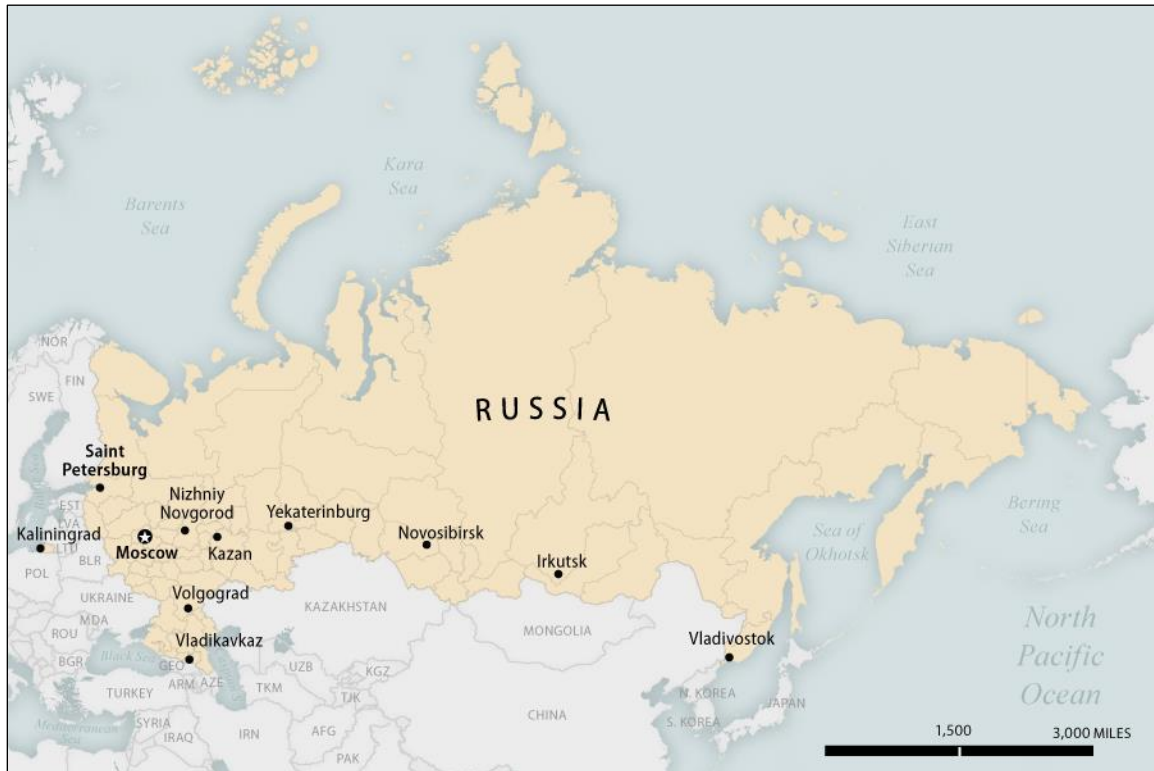 Kara
Sea
Barents
Sea
East
Siberian
Sea
NOR
FIN
SWE
RUSSIA
Saint
Petersburg
Nizhniy
Novgorod
Yekaterinburg
EST
LVA
Kaliningrad
LTU
Moscow
Kazan
Novosibirsk
Irkutsk
Sea of
Okhotsk
Bering
Sea
BLR
POL
UKRAINE
Volgograd
KAZAKHSTAN
MDA
ROU
MONGOLIA
Vladivostok
North
Pacific
Ocean
BGR
Black Sea
Vladikavkaz
GEO
UZB
KGZ
TURKEY
ARM
AZE
TKM
TJK
N. KOREA
JAPAN
Mediterranean
Sea
SYRIA
IRAQ
IRN
AFG
CHINA
S. KOREA
PAK
1,500
3,000 MILES